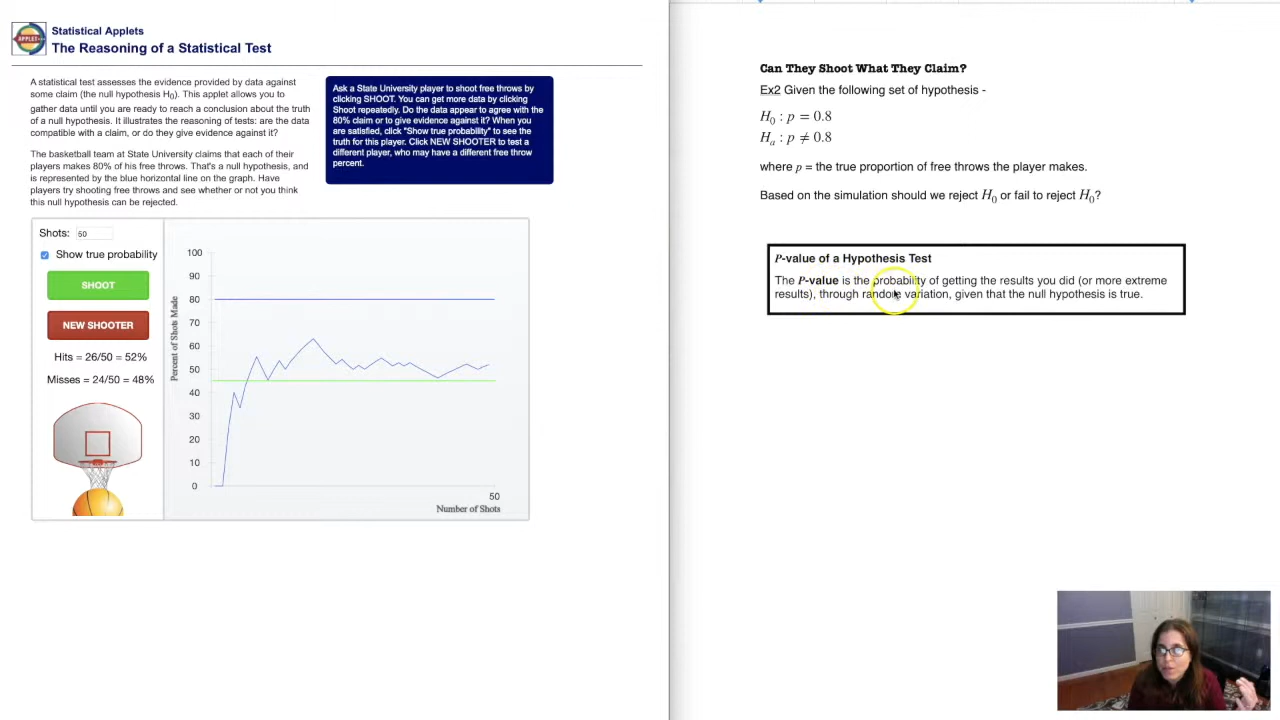 Statistical Applets
The Reasoning of a Statistical Test
APPLET
A statistical test assesses the evidence provided by data against
some claim (the null hypothesis H0). This applet allows you to
gather data until you are ready to reach a conclusion about the truth
of a null hypothesis. It illustrates the reasoning of tests: are the data
compatible with a claim, or do they give evidence against it?
The basketball team at State University claims that each of their
players makes 80% of his free throws. That's a null hypothesis, and
is represented by the blue horizontal line on the graph. Have
players try shooting free throws and see whether or not you think
this null hypothesis can be rejected.
Ask a State University player to shoot free throws by
clicking SHOOT. You can get more data by clicking
Shoot repeatedly. Do the data appear to agree with the
80% claim or to give evidence against it? When you
are satisfied, click "Show true probability" to see the
truth for this player. Click NEW SHOOTER to test a
different player, who may have a different free throw
percent.
Shots: 50
Show true probability
SHOOT
NEW SHOOTER
Hits = 26/50 = 52%
Misses = 24/50 = 48%
Percent of Shots Made
100
90
80
70
60
50
40
30
20
10
0
50
Number of Shots
Can They Shoot What They Claim?
Ex2 Given the following set of hypothesis -
H0 : p = 0.8
Ha : p ≠ 0.8
where p = the true proportion of free throws the player makes.
Based on the simulation should we reject H0 or fail to reject H0?
P-value of a Hypothesis Test
The P-value is the probability of getting the results you did (or more extreme
results), through random variation, given that the null hypothesis is true.